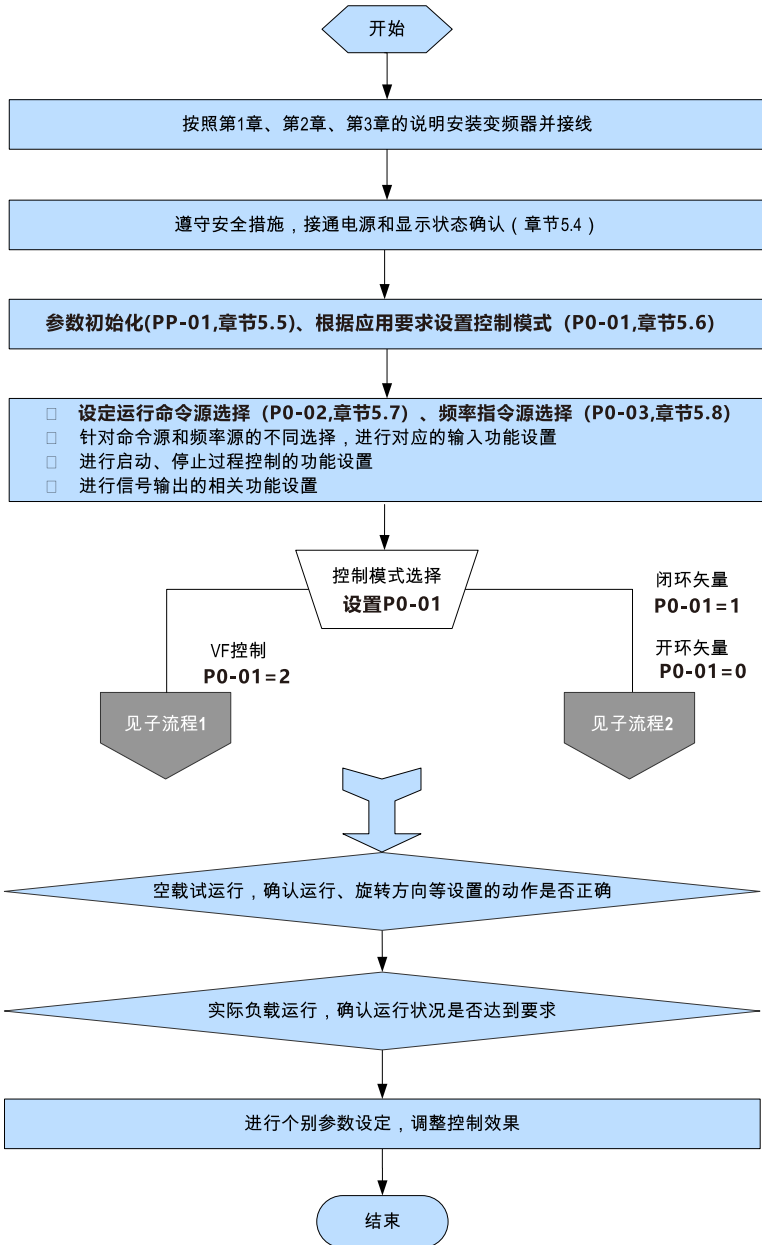 开始
按照第1章、第2章、第3章的说明安装变频器并接线
遵守安全措施，接通电源和显示状态确认（章节5.4）
参数初始化(PP-01,章节5.5)、根据应用要求设置控制模式（P0-01,章节5.6）
设定运行命令源选择（P0-02,章节5.7）、频率指令源选择（P0-03,章节5.8）
针对命令源和频率源的不同选择，进行对应的输入功能设置
进行启动、停止过程控制的功能设置
进行信号输出的相关功能设置
控制模式选择
设置P0-01
闭环矢量
P0-01=1
VF控制
P0-01=2
开环矢量
P0-01=0
见子流程1
见子流程2
空载试运行，确认运行、旋转方向等设置的动作是否正确
实际负载运行，确认运行状况是否达到要求
进行个别参数设定，调整控制效果
结束